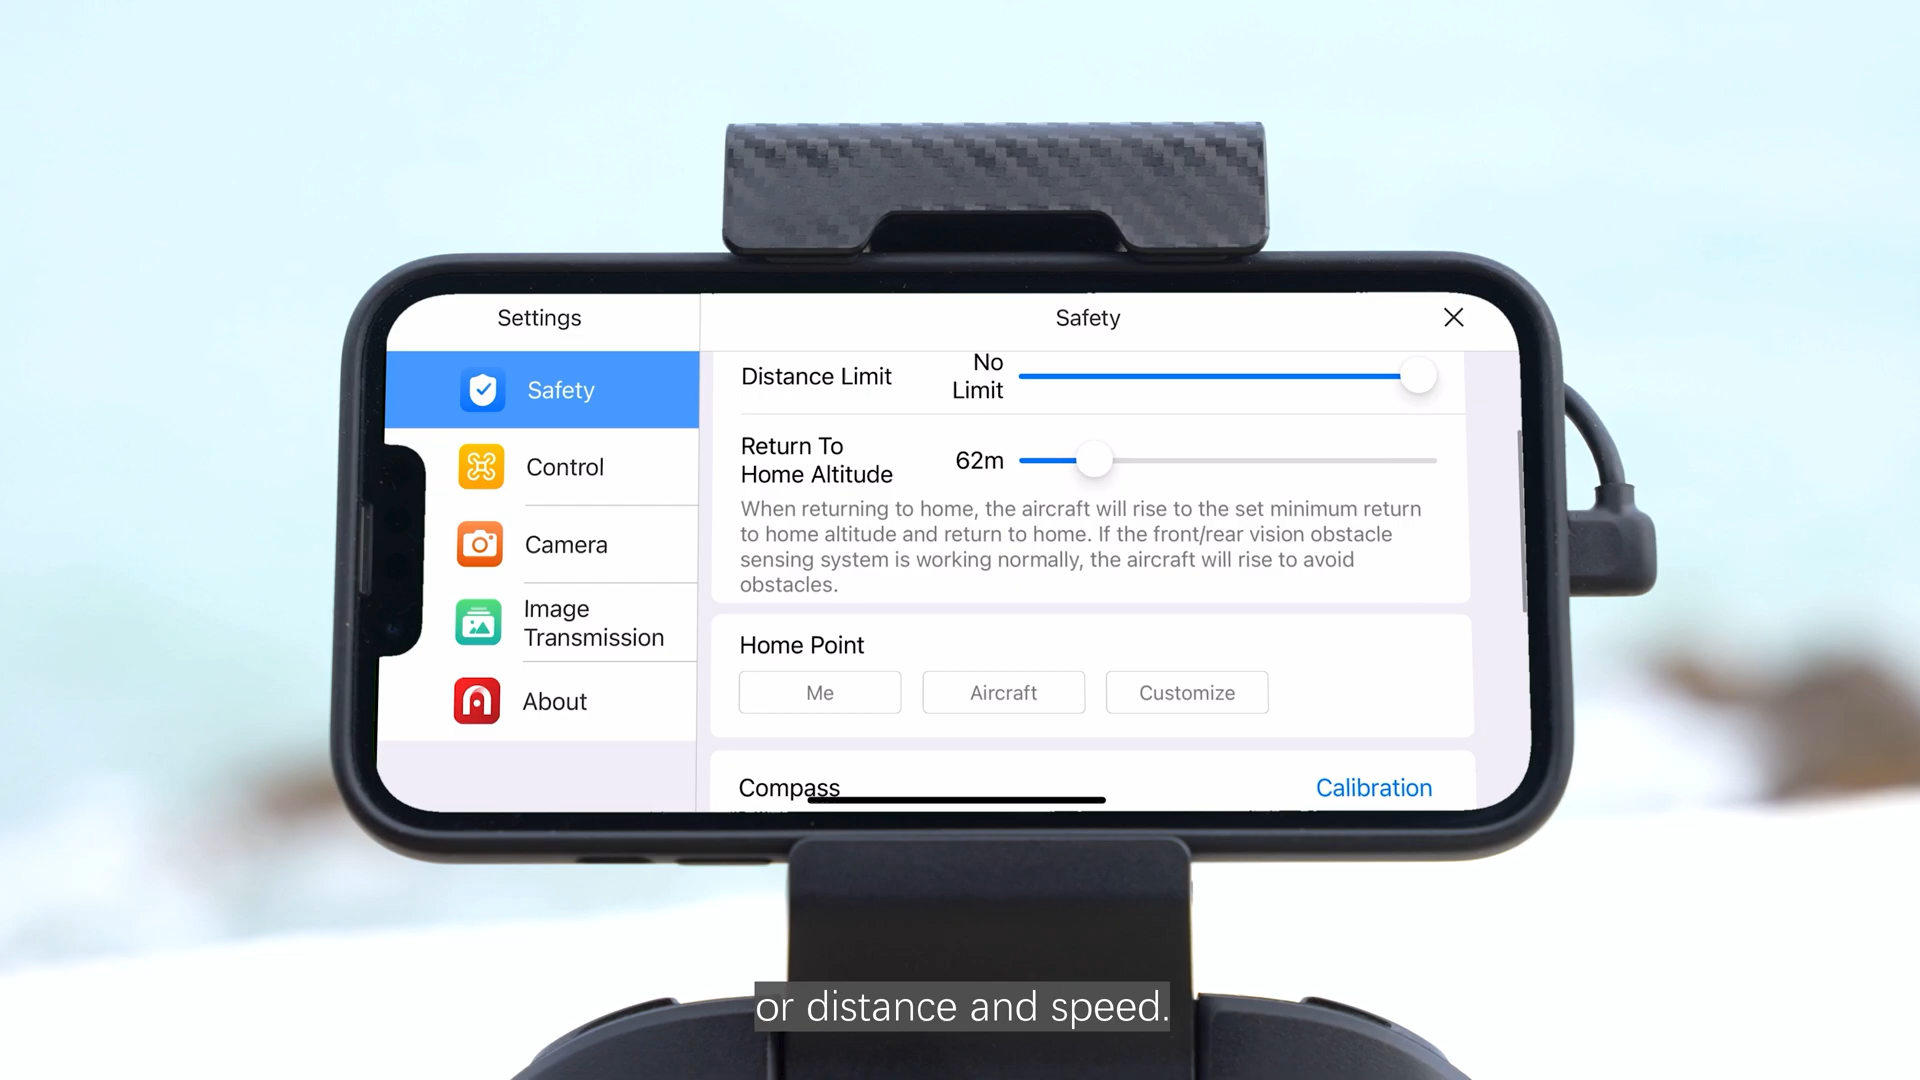 Settings
Safety
Safety
Control
Camera
Image
Transmission
About
Distance Limit
No
Limit
Return To
Home Altitude
62m
When returning to home, the aircraft will rise to the set minimum return
to home altitude and return to home. If the front/rear vision obstacle
sensing system is working normally, the aircraft will rise to avoid
obstacles.
Home Point
Me
Aircraft
Customize
Compass
Calibration
or distance and speed.